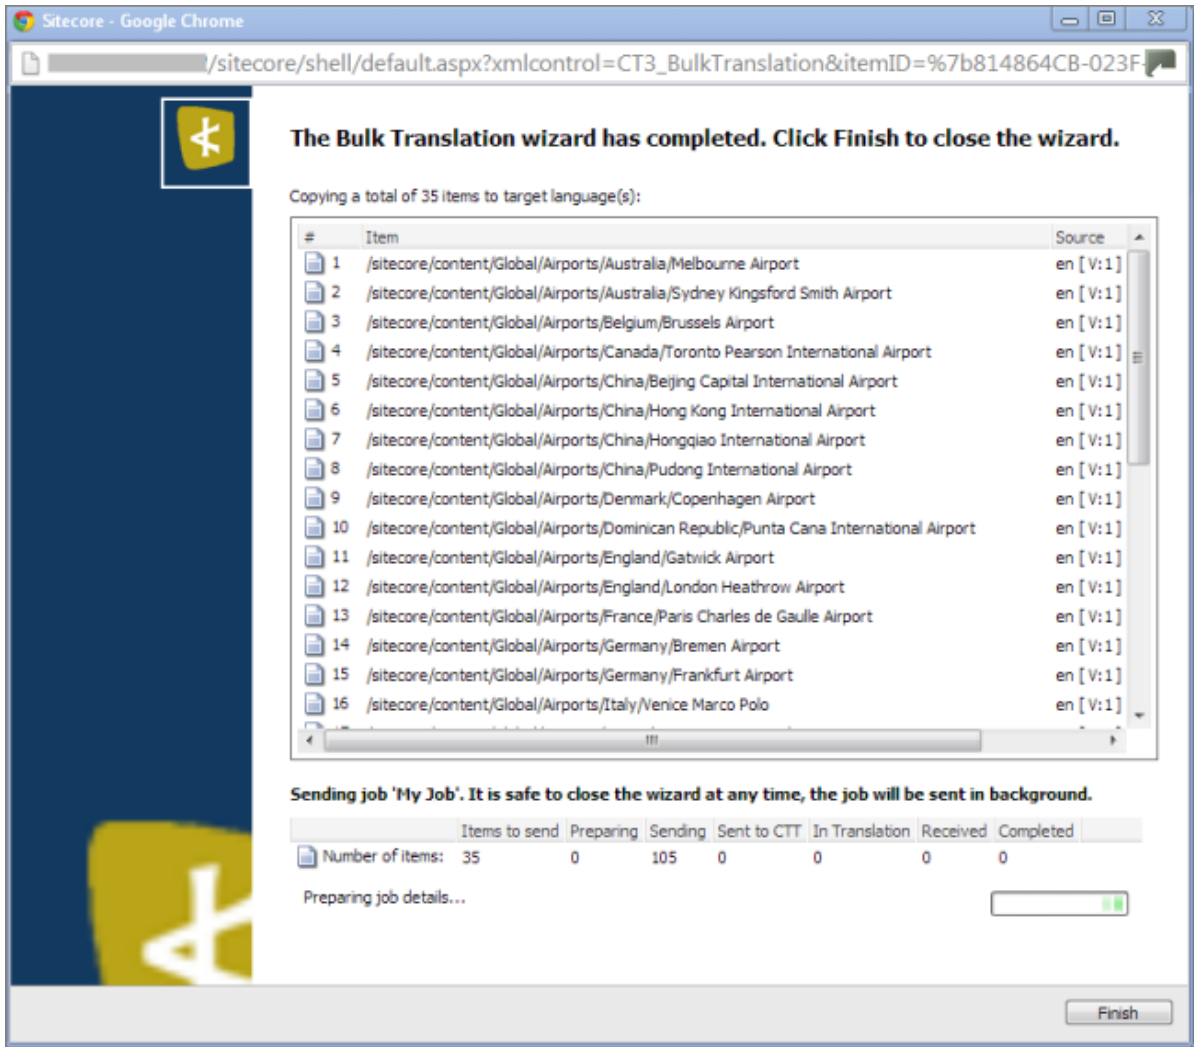 Sitecore - Google Chrome
/sitecore/shell/default.aspx?xmlcontrol=CT3_BulkTranslation&itemID=%7b814864CB-023F-
The Bulk Translation wizard has completed. Click Finish to close the wizard.
Copying a total of 35 items to target language(s):
# Item Source
1 /sitecore/content/Global/Airports/Australia/Melbourne Airport en [ V:1 ]
2 /sitecore/content/Global/Airports/Australia/Sydney Kingsford Smith Airport en [ V:1 ]
3 /sitecore/content/Global/Airports/Belgium/Brussels Airport en [ V:1 ]
4 /sitecore/content/Global/Airports/Canada/Toronto Pearson International Airport en [ V:1 ]
5 /sitecore/content/Global/Airports/China/Beijing Capital International Airport en [ V:1 ]
6 /sitecore/content/Global/Airports/China/Hong Kong International Airport en [ V:1 ]
7 /sitecore/content/Global/Airports/China/Hongqiao International Airport en [ V:1 ]
8 /sitecore/content/Global/Airports/China/Pudong International Airport en [ V:1 ]
9 /sitecore/content/Global/Airports/Denmark/Copenhagen Airport en [ V:1 ]
10 /sitecore/content/Global/Airports/Dominican Republic/Punta Cana International Airport en [ V:1 ]
11 /sitecore/content/Global/Airports/England/Gatwick Airport en [ V:1 ]
12 /sitecore/content/Global/Airports/England/London Heathrow Airport en [ V:1 ]
13 /sitecore/content/Global/Airports/France/Paris Charles de Gaulle Airport en [ V:1 ]
14 /sitecore/content/Global/Airports/Germany/Bremen Airport en [ V:1 ]
15 /sitecore/content/Global/Airports/Germany/Frankfurt Airport en [ V:1 ]
16 /sitecore/content/Global/Airports/Italy/Venice Marco Polo en [ V:1 ]
Sending job 'My Job'. It is safe to close the wizard at any time, the job will be sent in background.
Items to send Preparing Sending Sent to CTT In Translation Received Completed
Number of items: 35 0 105 0 0 0 0
Preparing job details...
Finish